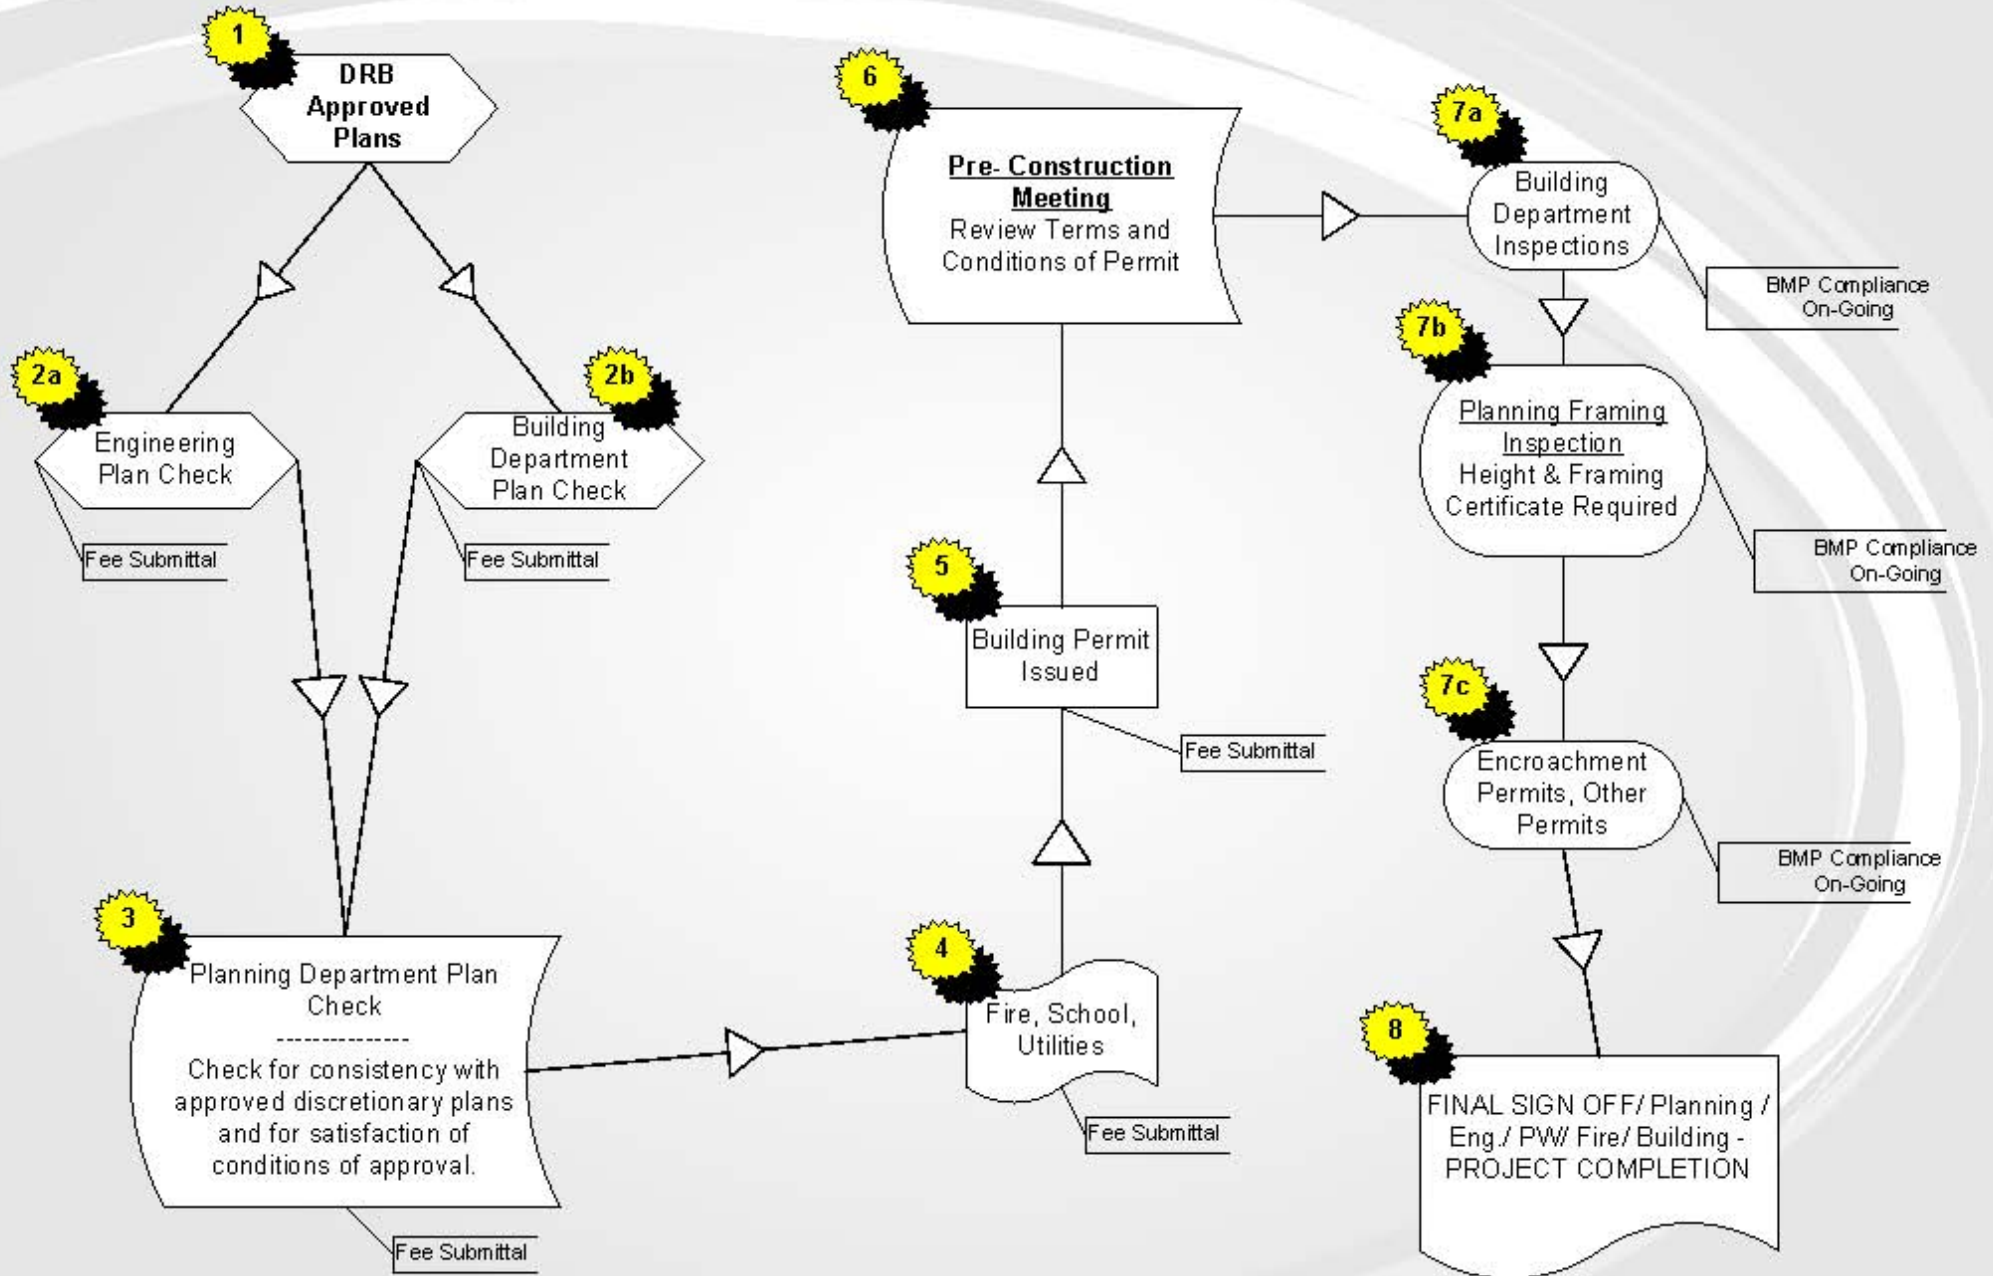 1
DRB
Approved
Plans
2a
Engineering
Plan Check
Fee Submittal
2b
Building
Department
Plan Check
Fee Submittal
3
Planning Department Plan
Check
---------------
Check for consistency with
approved discretionary plans
and for satisfaction of
conditions of approval.
Fee Submittal
4
Fire, School,
Utilities
Fee Submittal
5
Building Permit
Issued
Fee Submittal
6
Pre- Construction
Meeting
Review Terms and
Conditions of Permit
7a
Building
Department
Inspections
BMP Compliance
On-Going
7b
Planning Framing
Inspection
Height & Framing
Certificate Required
BMP Compliance
On-Going
7c
Encroachment
Permits, Other
Permits
BMP Compliance
On-Going
8
FINAL SIGN OFF/ Planning /
Eng./ PW/ Fire/ Building -
PROJECT COMPLETION